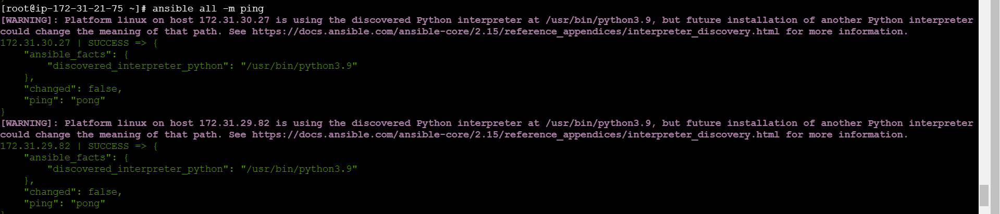 [root@ip-172-31-21-75 ~]# ansible all -m ping
[WARNING]: Platform linux on host 172.31.30.27 is using the discovered Python interpreter at /usr/bin/python3.9, but future installation of another Python interpreter
could change the meaning of that path. See https://docs.ansible.com/ansible-core/2.15/reference_appendices/interpreter_discovery.html for more information.
172.31.30.27 | SUCCESS => {
    "ansible_facts": {
        "discovered_interpreter_python": "/usr/bin/python3.9"
    },
    "changed": false,
    "ping": "pong"
}
[WARNING]: Platform linux on host 172.31.29.82 is using the discovered Python interpreter at /usr/bin/python3.9, but future installation of another Python interpreter
could change the meaning of that path. See https://docs.ansible.com/ansible-core/2.15/reference_appendices/interpreter_discovery.html for more information.
172.31.29.82 | SUCCESS => {
    "ansible_facts": {
        "discovered_interpreter_python": "/usr/bin/python3.9"
    },
    "changed": false,
    "ping": "pong"
}